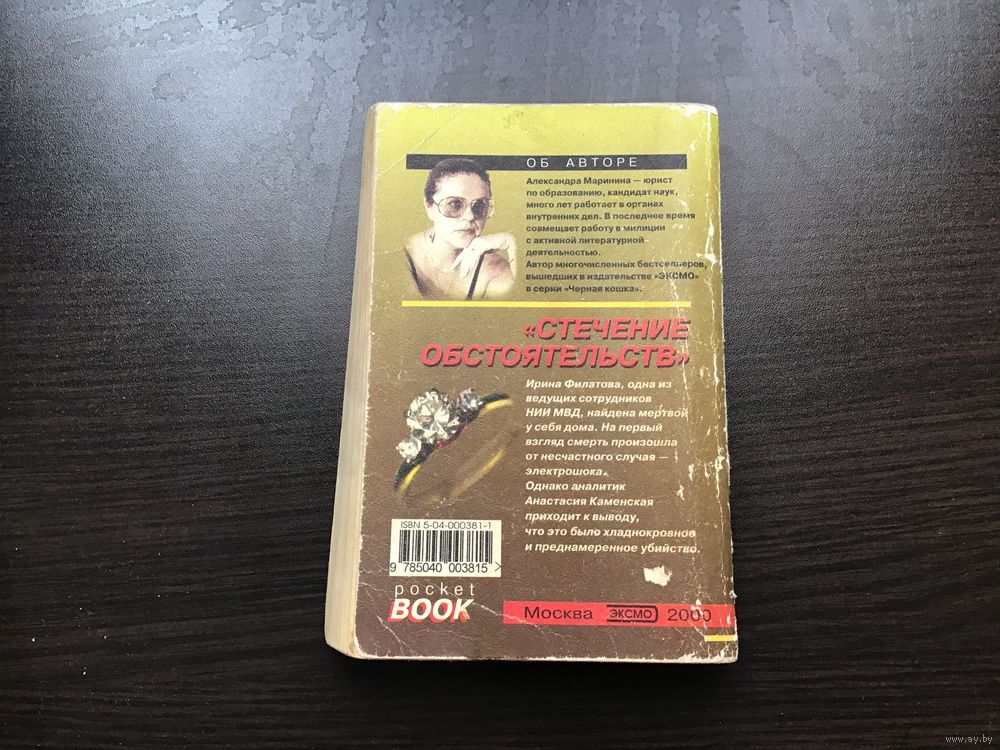 ОБ АВТОРЕ
Александра Маринина — юрист
по образованию, кандидат наук,
много лет работает в органах
внутренних дел. В последнее время
совмещает работу в милиции
с активной литературной
деятельностью.
Автор многочисленных бестселлеров,
вышедших в издательстве «ЭКСМО»
в серии «Черная кошка».
«СТЕЧЕНИЕ
ОБСТОЯТЕЛЬСТВ»
Ирина Филатова, одна из
ведущих сотрудников
НИИ МВД, найдена мертвой
у себя дома. На первый
взгляд смерть произошла
от несчастного случая —
электрошока.
Однако аналитик
Анастасия Каменская
приходит к выводу,
что это было хладнокровное
и преднамеренное убийство.
ISBN 5-04-000381-1
9 785040 003815 >
pocket
BOOK
Москва ЭКСМО 2000
www.ay.by